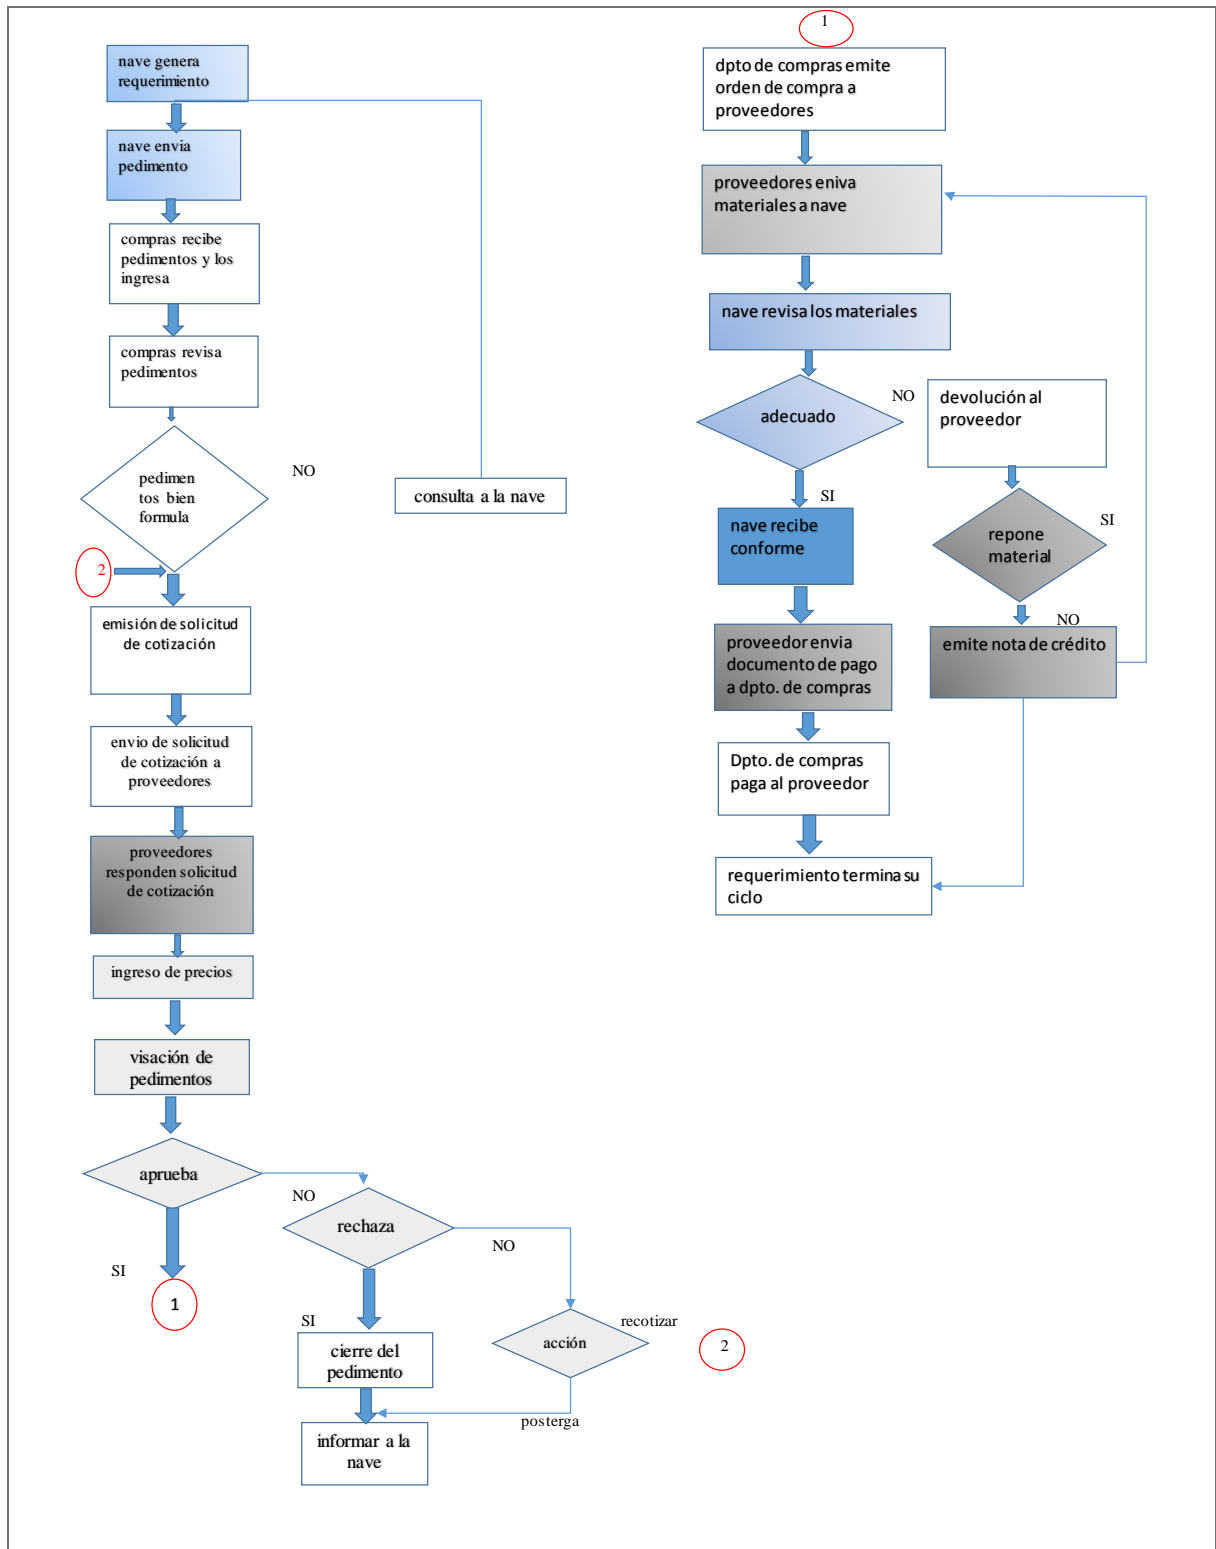 nave genera
requerimiento
nave envia
pedimento
compras recibe
pedimentos y los
ingresa
compras revisa
pedimentos
pedimen
tos bien
formula
NO
consulta a la nave
2
emisión de solicitud
de cotización
envio de solicitud
de cotización a
proveedores
proveedores
responden solicitud
de cotización
ingreso de precios
visación de
pedimentos
aprueba
NO
SI
1
rechaza
NO
SI
cierre del
pedimento
informar a la
nave
acción
recotizar
2
posterga
1
dpto de compras emite
orden de compra a
proveedores
proveedores eniva
materiales a nave
nave revisa los materiales
adecuado
NO
SI
devolución al
proveedor
repone
material
SI
NO
emite nota de crédito
nave recibe
conforme
proveedor envia
documento de pago
a dpto. de compras
Dpto. de compras
paga al proveedor
requerimiento termina su
ciclo